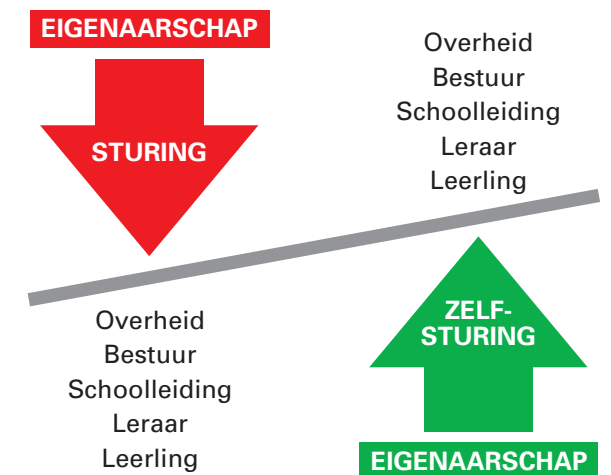 EIGENAARSCHAP
STURING
Overheid
Bestuur
Schoolleiding
Leraar
Leerling
Overheid
Bestuur
Schoolleiding
Leraar
Leerling
ZELF-
STURING
EIGENAARSCHAP